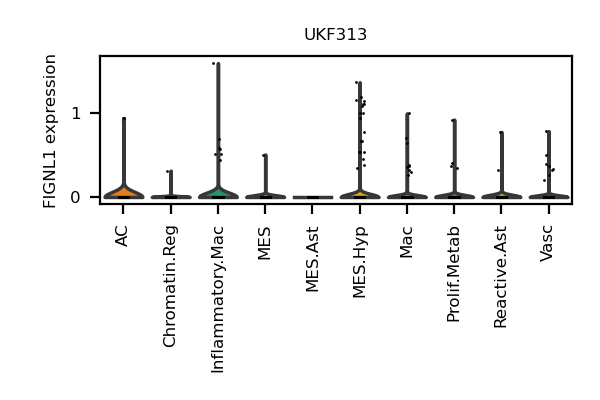 UKF313
FIGNL1 expression
1
0
AC
Chromatin.Reg
Inflammatory.Mac
MES
MES.Ast
MES.Hyp
Mac
Prolif.Metab
Reactive.Ast
Vasc